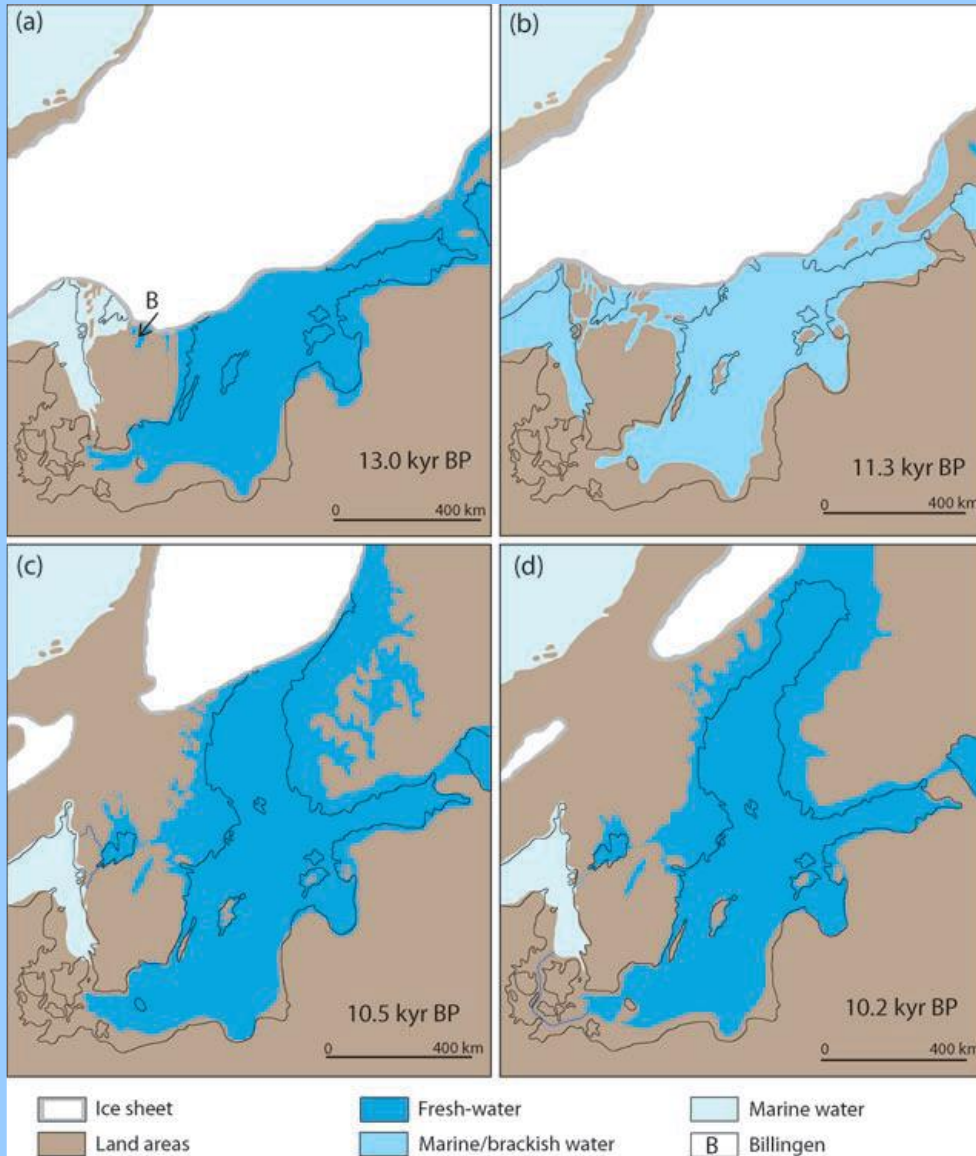 (a)
B
13.0 kyr BP
0 400 km
(b)
11.3 kyr BP
0 400 km
(c)
10.5 kyr BP
0 400 km
(d)
10.2 kyr BP
0 400 km
Ice sheet Fresh-water Marine water
Land areas Marine/brackish water B Billingen